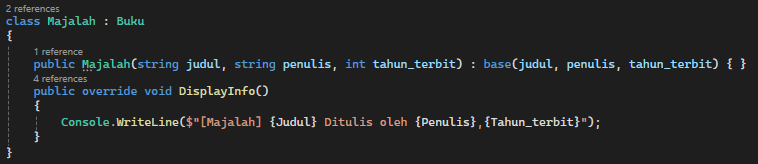 2 references
class Majalah : Buku
{
1 reference
public Majalah(string judul, string penulis, int tahun_terbit) : base(judul, penulis, tahun_terbit) { }
4 references
public override void DisplayInfo()
{
Console.WriteLine($"[Majalah] {Judul} Ditulis oleh {Penulis},{Tahun_terbit}");
}
}